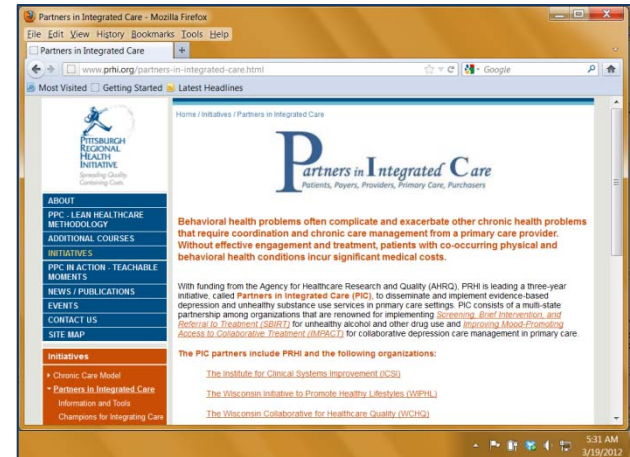 Partners in Integrated Care - Mozilla Firefox
File Edit View History Bookmarks Tools Help
Partners in Integrated Care
www.prhi.org/partners-in-integrated-care.html
Google
Most Visited Getting Started Latest Headlines
PITTSBURGH
REGIONAL
HEALTH
INITIATIVE
Spreading Quality,
Containing Costs.
ABOUT
PPC - LEAN HEALTHCARE
METHODOLOGY
ADDITIONAL COURSES
INITIATIVES
PPC IN ACTION - TEACHABLE
MOMENTS
NEWS / PUBLICATIONS
EVENTS
CONTACT US
SITE MAP
Initiatives
Chronic Care Model
Partners in Integrated Care
Information and Tools
Champions for Integrating Care
Home / Initiatives / Partners in Integrated Care
Partners in Integrated Care
Patients, Payers, Providers, Primary Care, Purchasers
Behavioral health problems often complicate and exacerbate other chronic health problems
that require coordination and chronic care management from a primary care provider.
Without effective engagement and treatment, patients with co-occurring physical and
behavioral health conditions incur significant medical costs.
With funding from the Agency for Healthcare Research and Quality (AHRQ), PRHI is leading a three-year
initiative, called Partners in Integrated Care (PIC), to disseminate and implement evidence-based
depression and unhealthy substance use services in primary care settings. PIC consists of a multi-state
partnership among organizations that are renowned for implementing Screening, Brief Intervention, and
Referral to Treatment (SBIRT) for unhealthy alcohol and other drug use and Improving Mood-Promoting
Access to Collaborative Treatment (IMPACT) for collaborative depression care management in primary care.
The PIC partners include PRHI and the following organizations:
The Institute for Clinical Systems Improvement (ICSI)
The Wisconsin Initiative to Promote Healthy Lifestyles (WIPHL)
The Wisconsin Collaborative for Healthcare Quality (WCHQ)
5:31 AM
3/19/2012